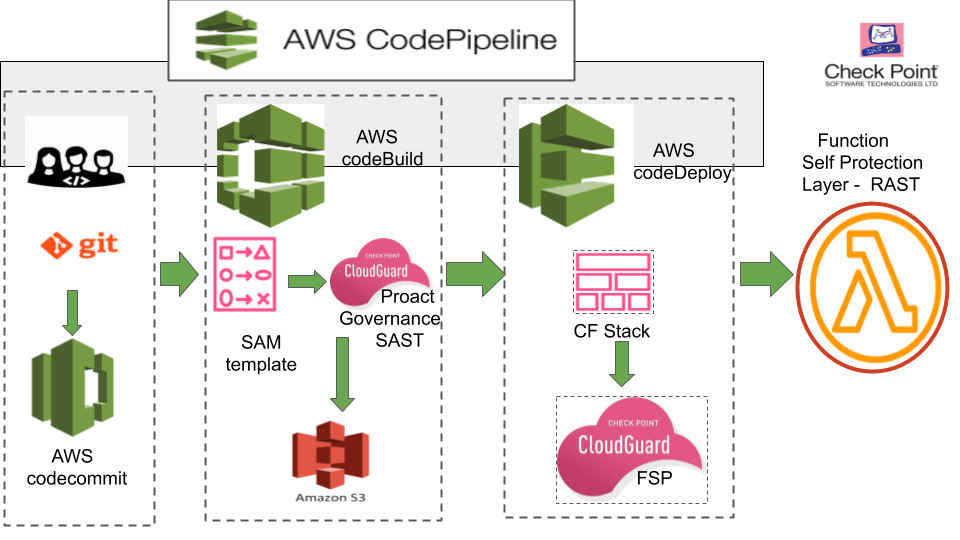 AWS CodePipeline
Check Point
SOFTWARE TECHNOLOGIES LTD
</>
git
AWS
codecommit
AWS
codeBuild
SAM
template
CHECK POINT
CloudGuard
Proact
Governance
SAST
Amazon S3
AWS
codeDeploy
CF Stack
CHECK POINT
CloudGuard
FSP
Function
Self Protection
Layer - RAST